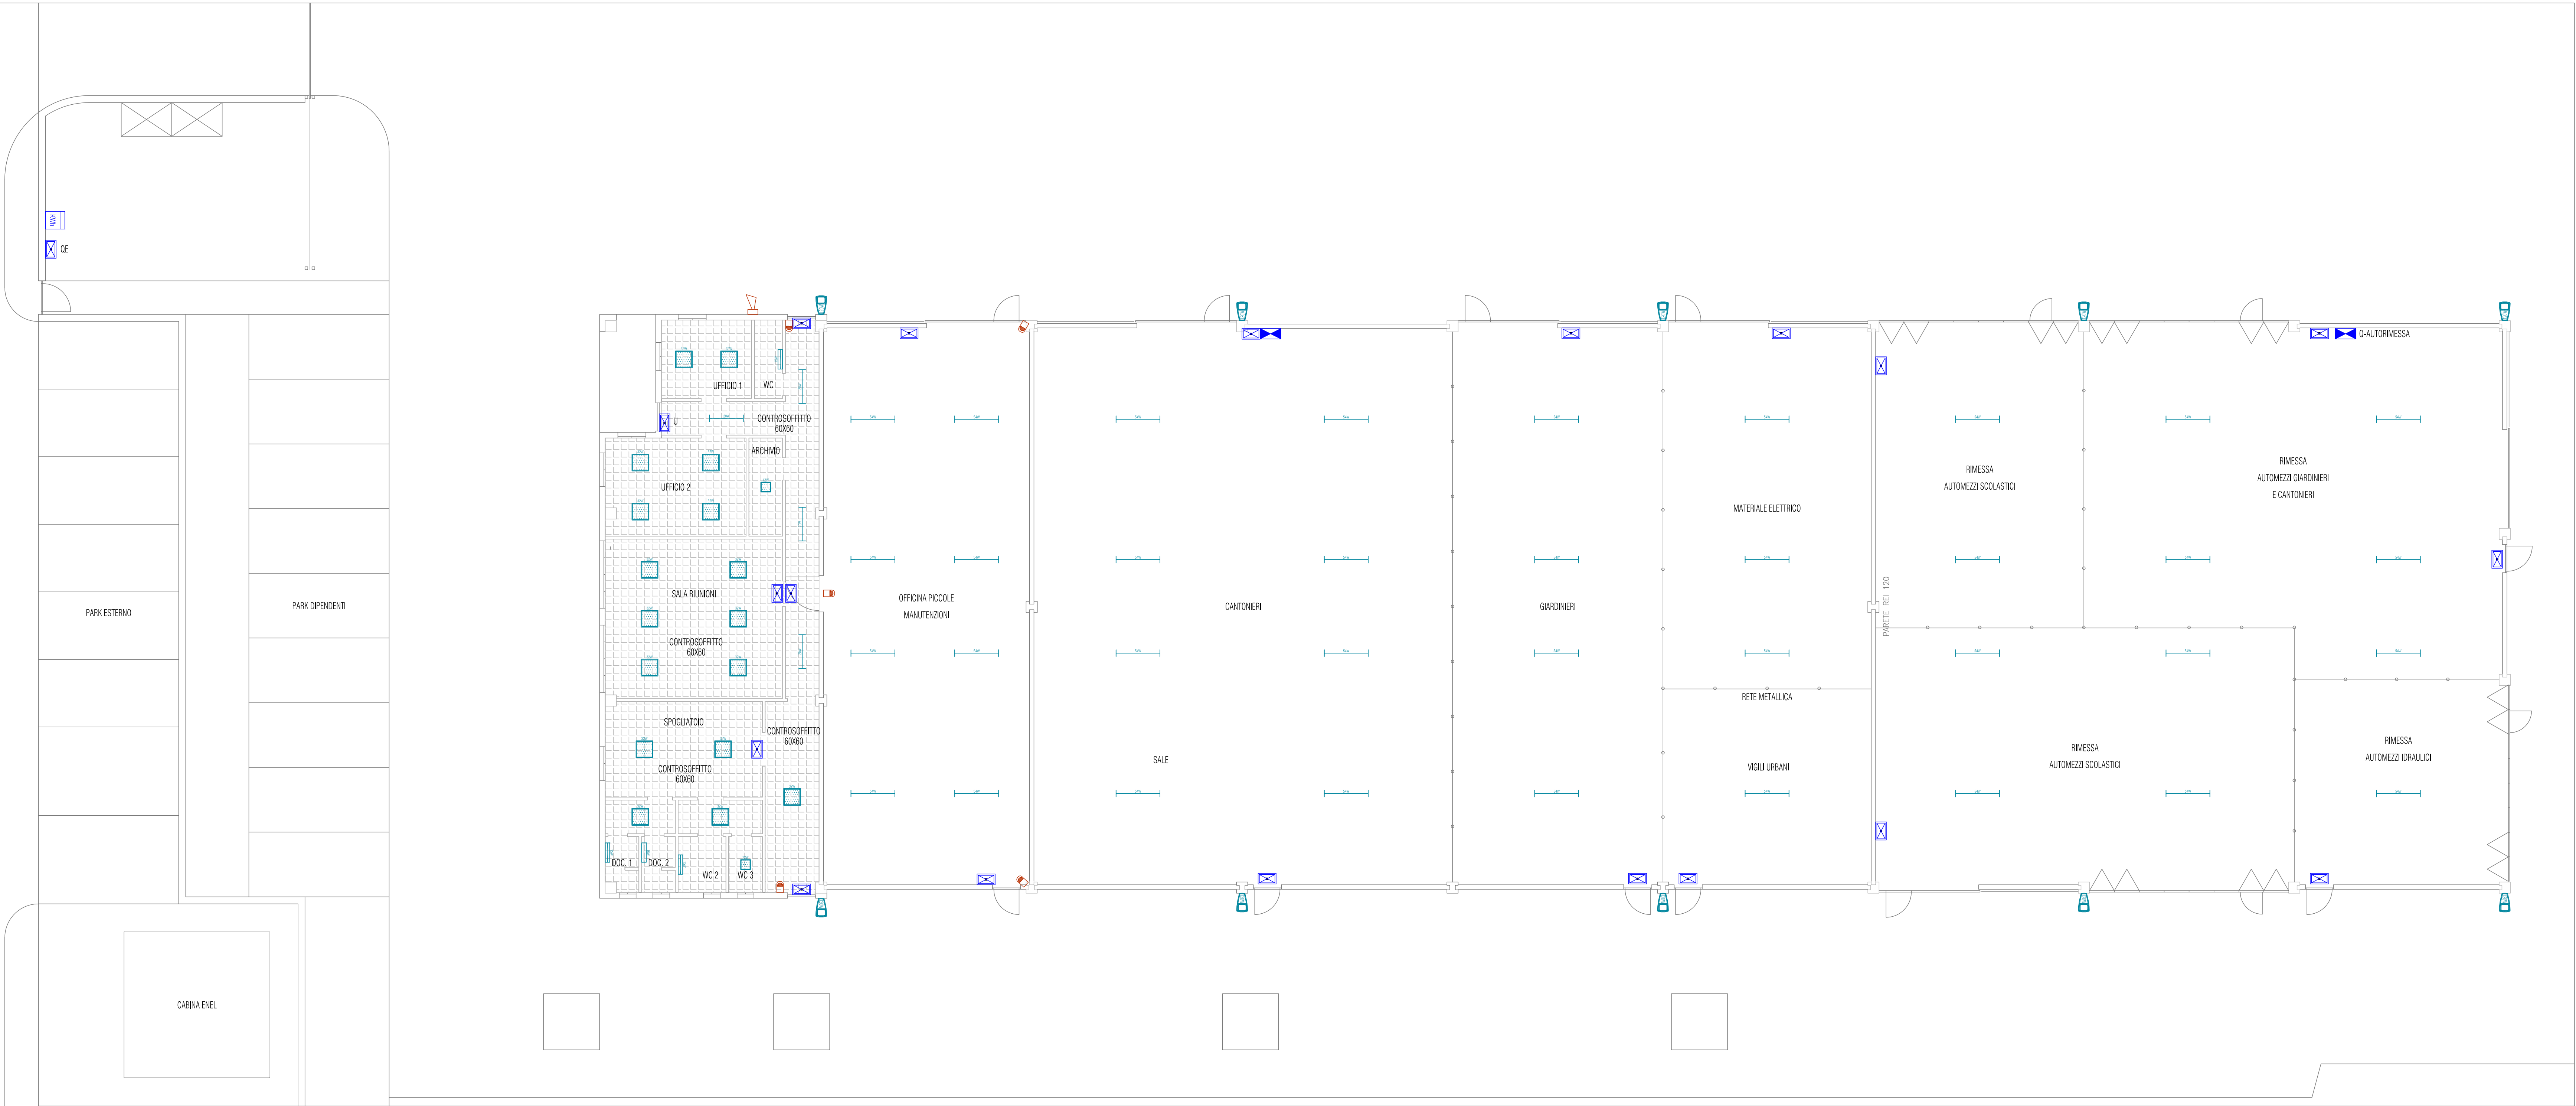 kWh
QE
Q-AUTORIMESSA
UFFICIO 1
WC
CONTROSOFFITTO
60X60
U
ARCHIVIO
UFFICIO 2
RIMESSA
AUTOMEZZI SCOLASTICI
RIMESSA
AUTOMEZZI GIARDINIERI
E CANTONIERI
MATERIALE ELETTRICO
SALA RIUNIONI
OFFICINA PICCOLE
MANUTENZIONI
CANTONIERI
GIARDINIERI
PARETE REI 120
PARK ESTERNO
PARK DIPENDENTI
CONTROSOFFITTO
60X60
RETE METALLICA
SPOGLIATOIO
CONTROSOFFITTO
60X60
SALE
VIGILI URBANI
RIMESSA
AUTOMEZZI SCOLASTICI
RIMESSA
AUTOMEZZI IDRAULICI
CONTROSOFFITTO
60X60
DOC. 1
DOC. 2
WC 2
WC 3
CABINA ENEL